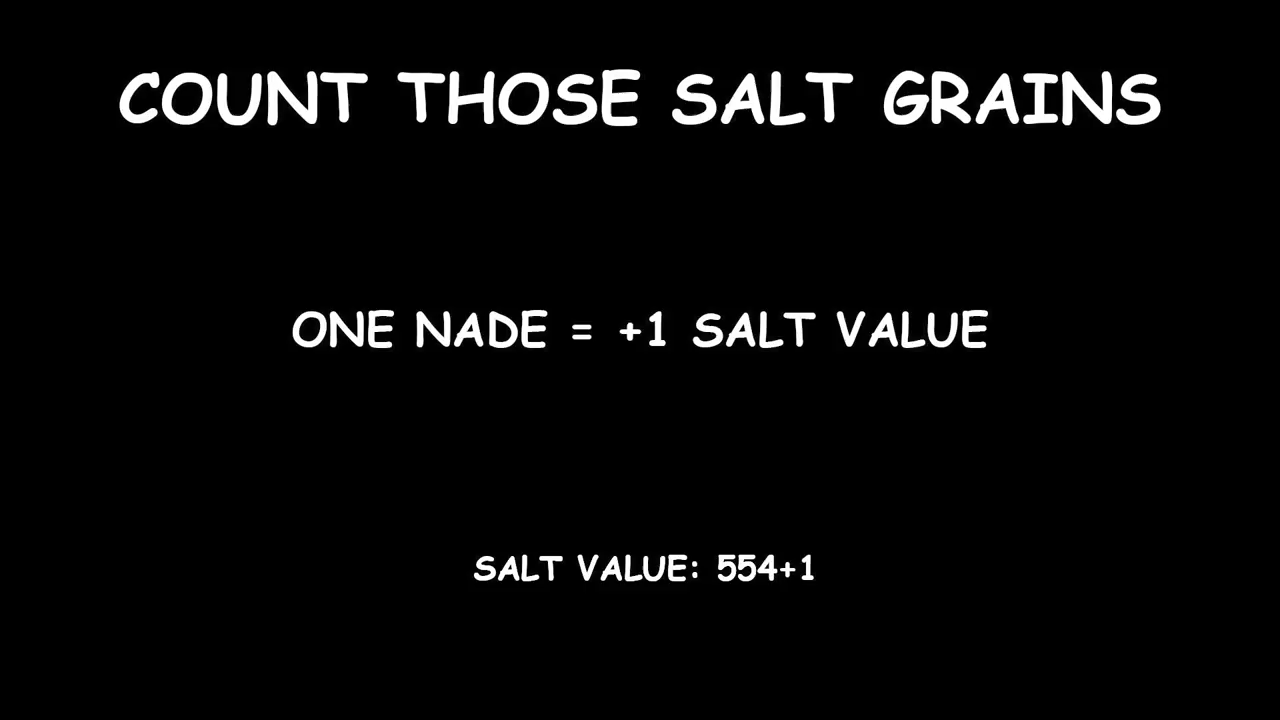 COUNT THOSE SALT GRAINS
ONE NADE = +1 SALT VALUE
SALT VALUE: 554+1